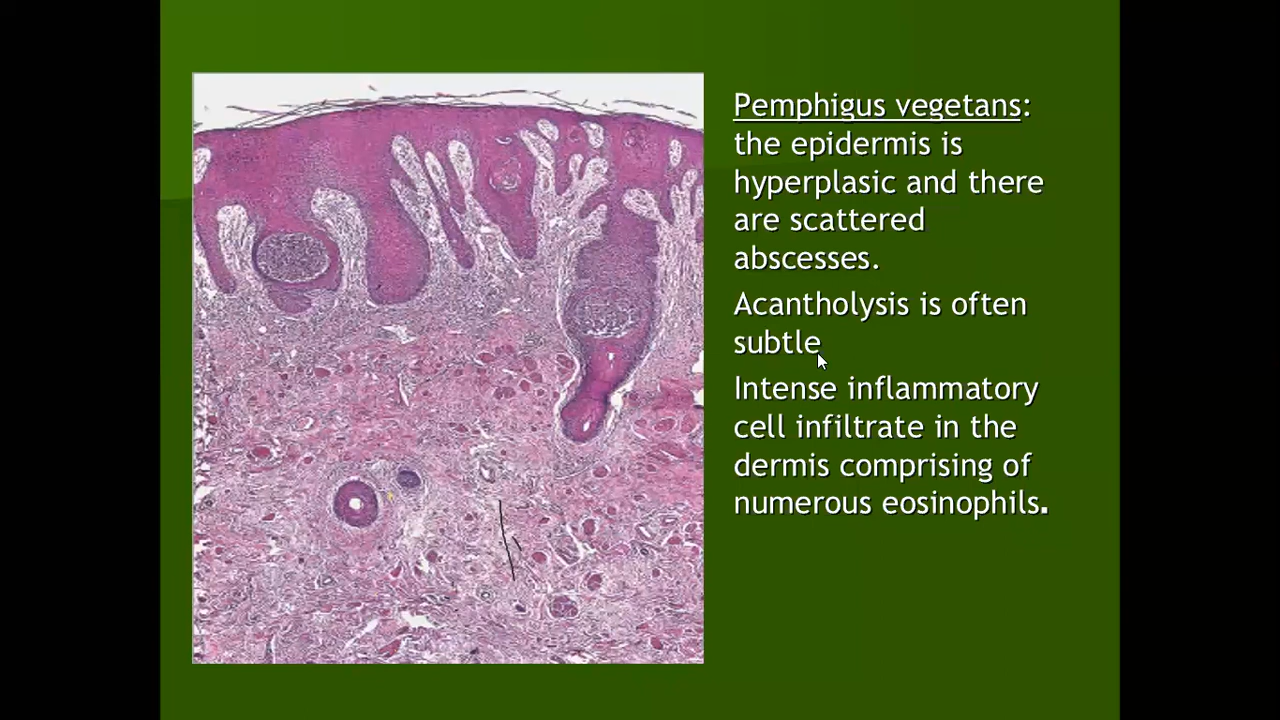 Pemphigus vegetans:
the epidermis is
hyperplasic and there
are scattered
abscesses.
Acantholysis is often
subtle
Intense inflammatory
cell infiltrate in the
dermis comprising of
numerous eosinophils.